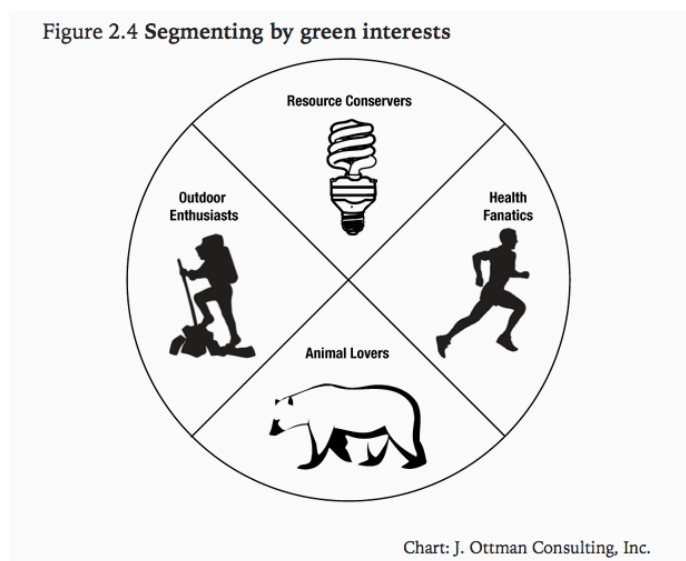 Figure 2.4 Segmenting by green interests
Resource Conservers
Outdoor
Enthusiasts
Health
Fanatics
Animal Lovers
Chart: J. Ottman Consulting, Inc.